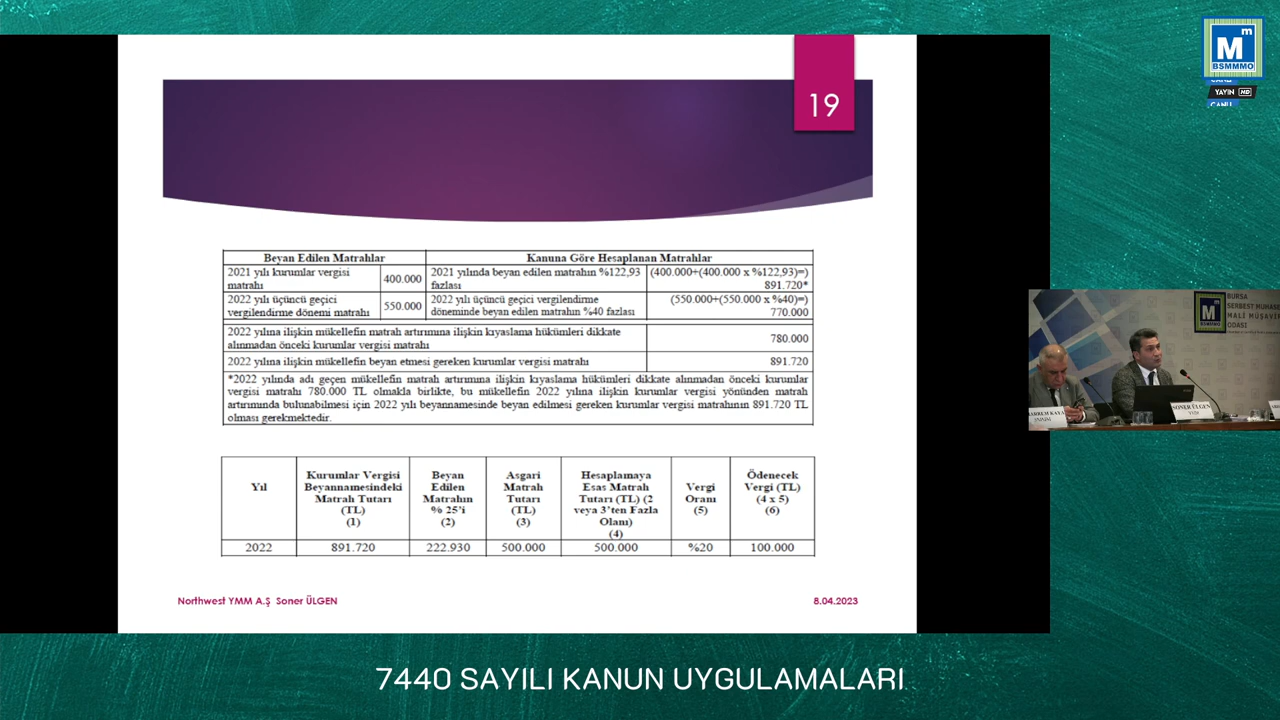 M m
BSMMMO
YAYIN HD
CANLI
19
Beyan Edilen Matrahlar
Kanuna Göre Hesaplanan Matrahlar
2021 yılı kurumlar vergisi
matrahı
400.000
2021 yılında beyan edilen matrahın %122,93
fazlası
(400.000+(400.000 x %122,93)=)
891.720*
2022 yılı üçüncü geçici
vergilendirme dönemi matrahı
550.000
2022 yılı üçüncü geçici vergilendirme
döneminde beyan edilen matrahın %40 fazlası
(550.000+(550.000 x %40)=)
770.000
2022 yılına ilişkin mükellefin matrah artırımına ilişkin kıyaslama hükümleri dikkate
alınmadan önceki kurumlar vergisi matrahı
780.000
2022 yılına ilişkin mükellefin beyan etmesi gereken kurumlar vergisi matrahı
891.720
*2022 yılında adı geçen mükellefin matrah artırımına ilişkin kıyaslama hükümleri dikkate alınmadan önceki kurumlar
vergisi matrahı 780.000 TL olmakla birlikte, bu mükellefin 2022 yılına ilişkin kurumlar vergisi yönünden matrah
artırımında bulunabilmesi için 2022 yılı beyannamesinde beyan edilmesi gereken kurumlar vergisi matrahının 891.720 TL
olması gerekmektedir.
Yıl
Kurumlar Vergisi
Beyannamesindeki
Matrah Tutarı
(TL)
(1)
Beyan
Edilen
Matrahın
% 25'i
(2)
Asgari
Matrah
Tutarı
(TL)
(3)
Hesaplamaya
Esas Matrah
Tutarı (TL) (2
veya 3'ten Fazla
Olanı)
(4)
Vergi
Oranı
(5)
Ödenecek
Vergi (TL)
(4 x 5)
(6)
2022
891.720
222.930
500.000
500.000
%20
100.000
Northwest YMM A.Ş Soner ÜLGEN
8.04.2023
BURSA
SERBEST MUHASE
MALİ MÜŞAVİR
ODASI
SONER ÜLGEN
7440 SAYILI KANUN UYGULAMALARI